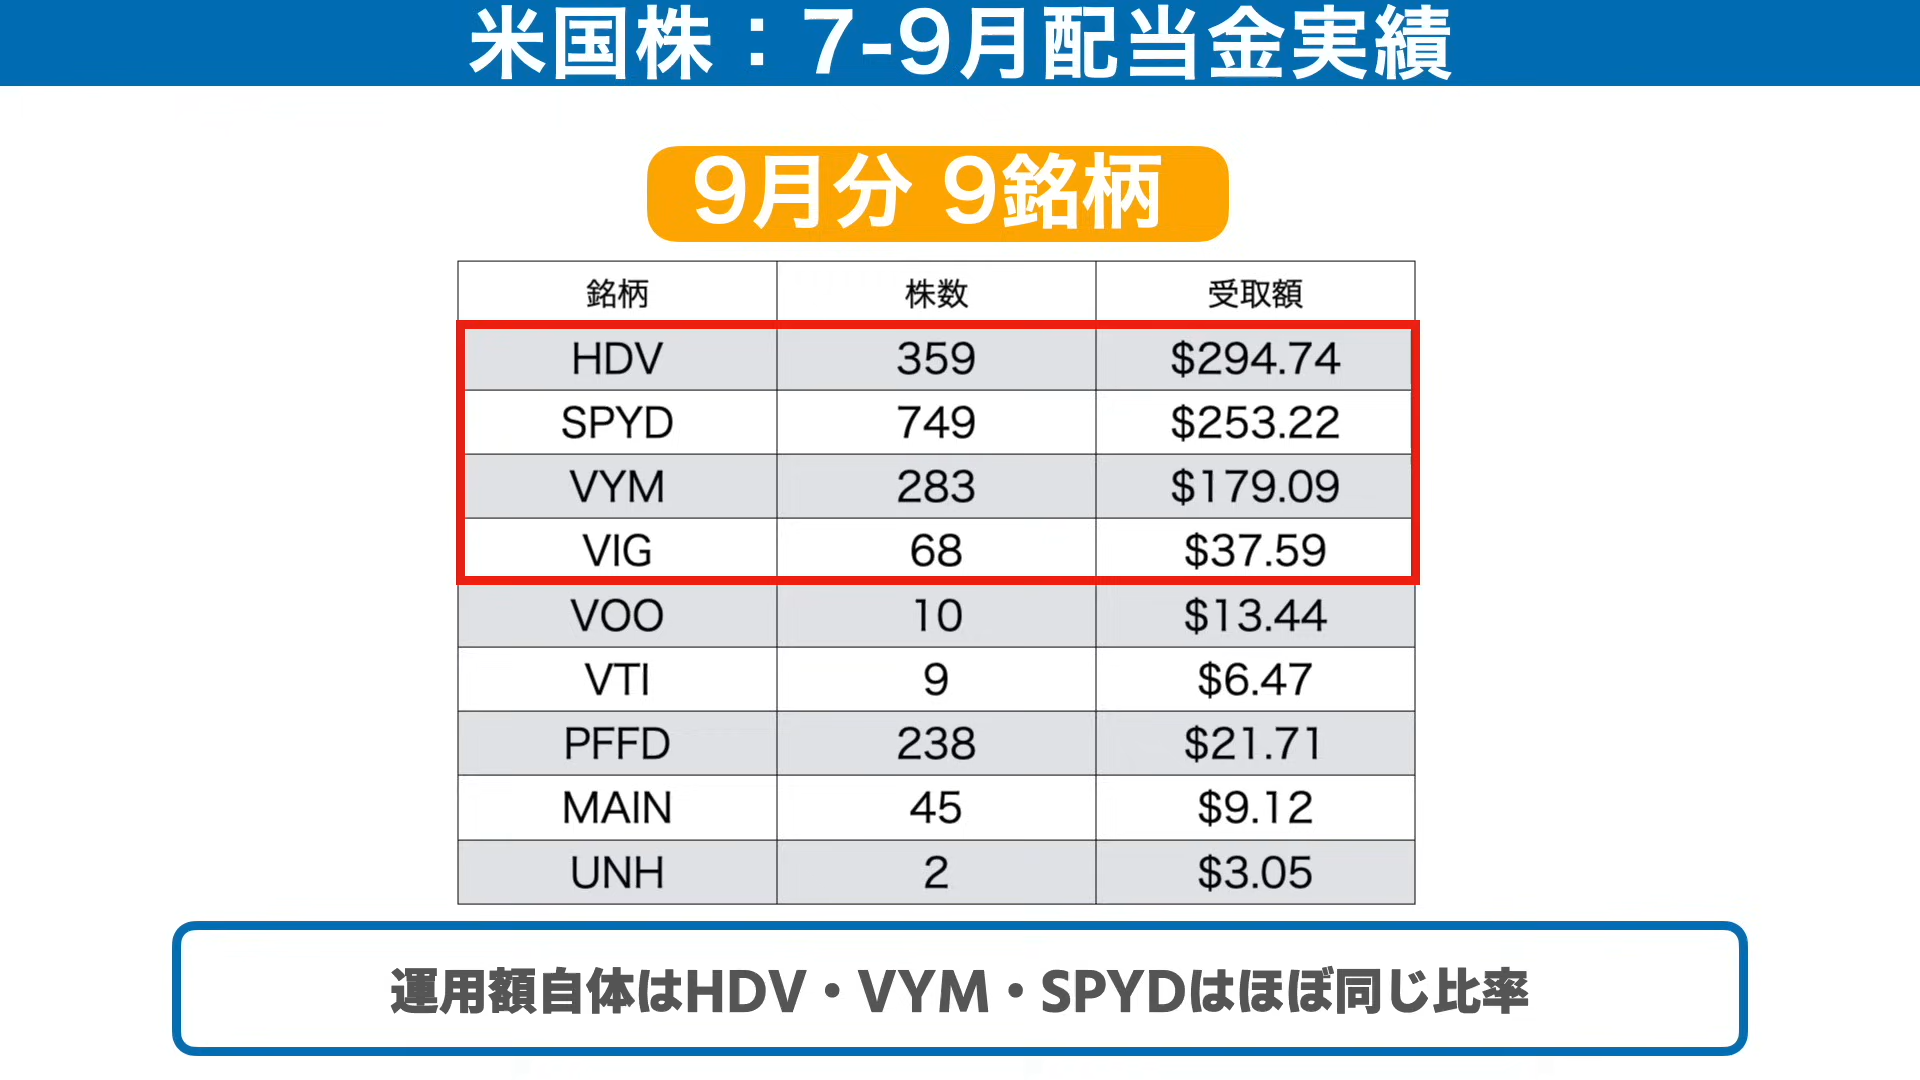 米国株：7-9月配当金実績
9月分 9銘柄
銘柄 株数 受取額
HDV 359 $294.74
SPYD 749 $253.22
VYM 283 $179.09
VIG 68 $37.59
VOO 10 $13.44
VTI 9 $6.47
PFFD 238 $21.71
MAIN 45 $9.12
UNH 2 $3.05
運用額自体はHDV・VYM・SPYDはほぼ同じ比率